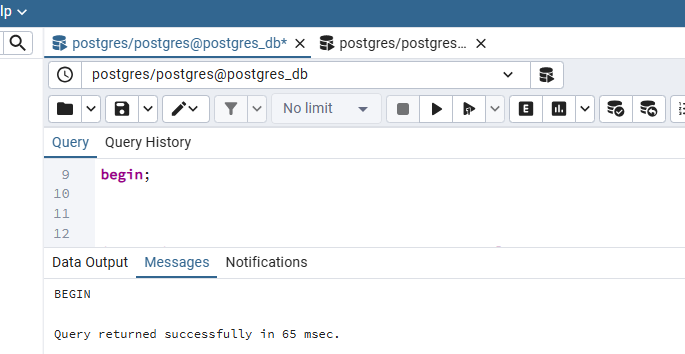 lp
postgres/postgres@postgres_db*
postgres/postgres...
postgres/postgres@postgres_db
No limit
E
Query
Query History
9 begin;
10
11
12
Data Output
Messages
Notifications
BEGIN
Query returned successfully in 65 msec.